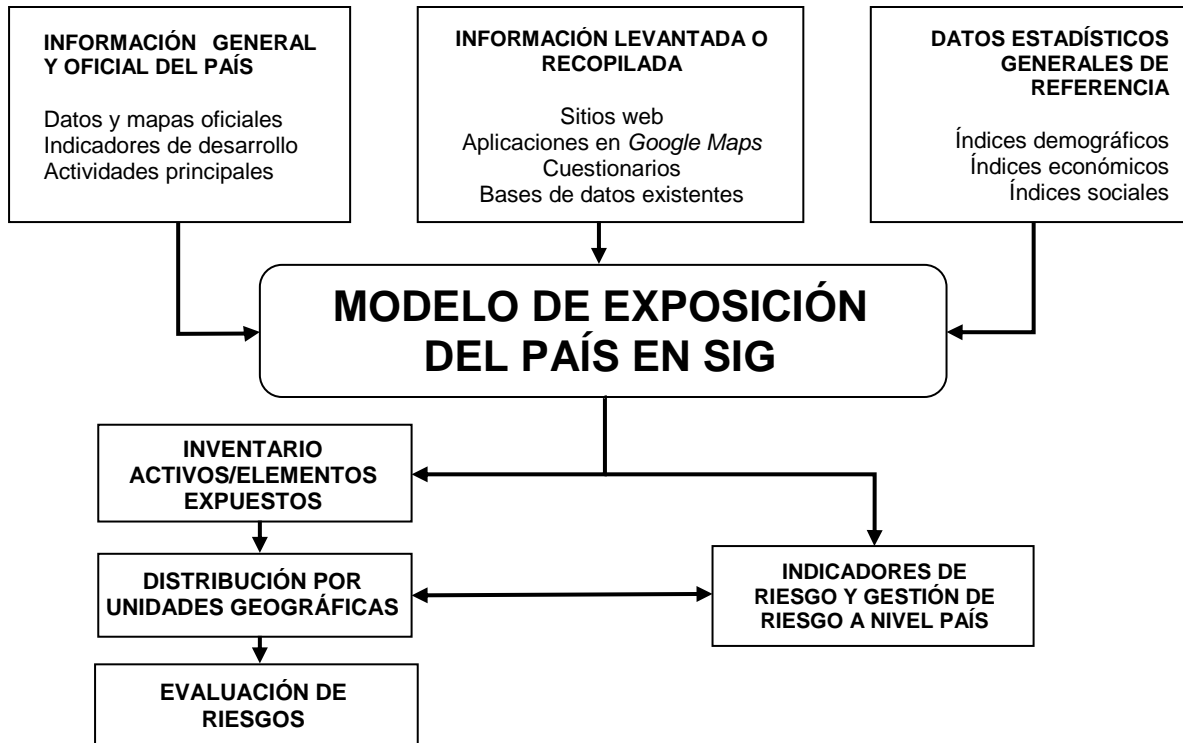 INFORMACIÓN GENERAL
Y OFICIAL DEL PAÍS
Datos y mapas oficiales
Indicadores de desarrollo
Actividades principales
INFORMACIÓN LEVANTADA O
RECOPILADA
Sitios web
Aplicaciones en Google Maps
Cuestionarios
Bases de datos existentes
DATOS ESTADÍSTICOS
GENERALES DE
REFERENCIA
Índices demográficos
Índices económicos
Índices sociales
MODELO DE EXPOSICIÓN
DEL PAÍS EN SIG
INVENTARIO
ACTIVOS/ELEMENTOS
EXPUESTOS
DISTRIBUCIÓN POR
UNIDADES GEOGRÁFICAS
INDICADORES DE
RIESGO Y GESTIÓN DE
RIESGO A NIVEL PAÍS
EVALUACIÓN DE
RIESGOS